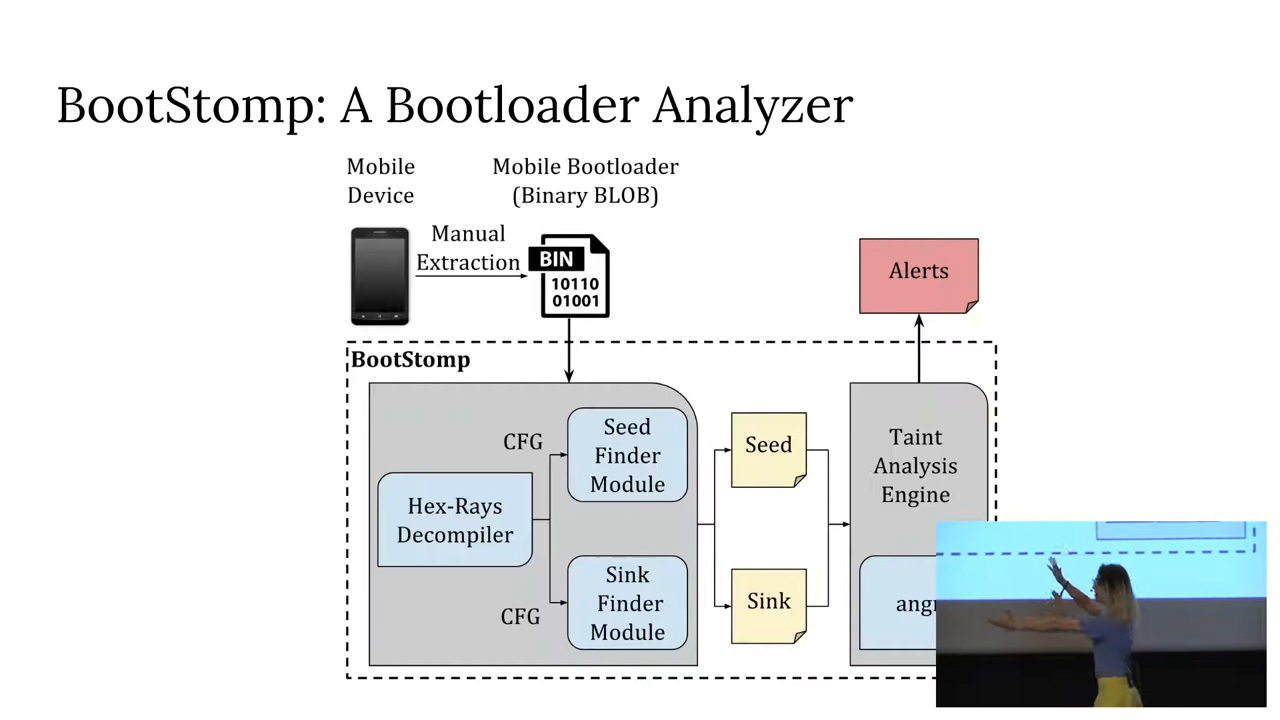 BootStomp: A Bootloader Analyzer
Mobile
Device
Mobile Bootloader
(Binary BLOB)
Manual
Extraction
BIN
10110
01001
Alerts
BootStomp
CFG
Seed
Finder
Module
Hex-Rays
Decompiler
CFG
Sink
Finder
Module
Seed
Sink
Taint
Analysis
Engine